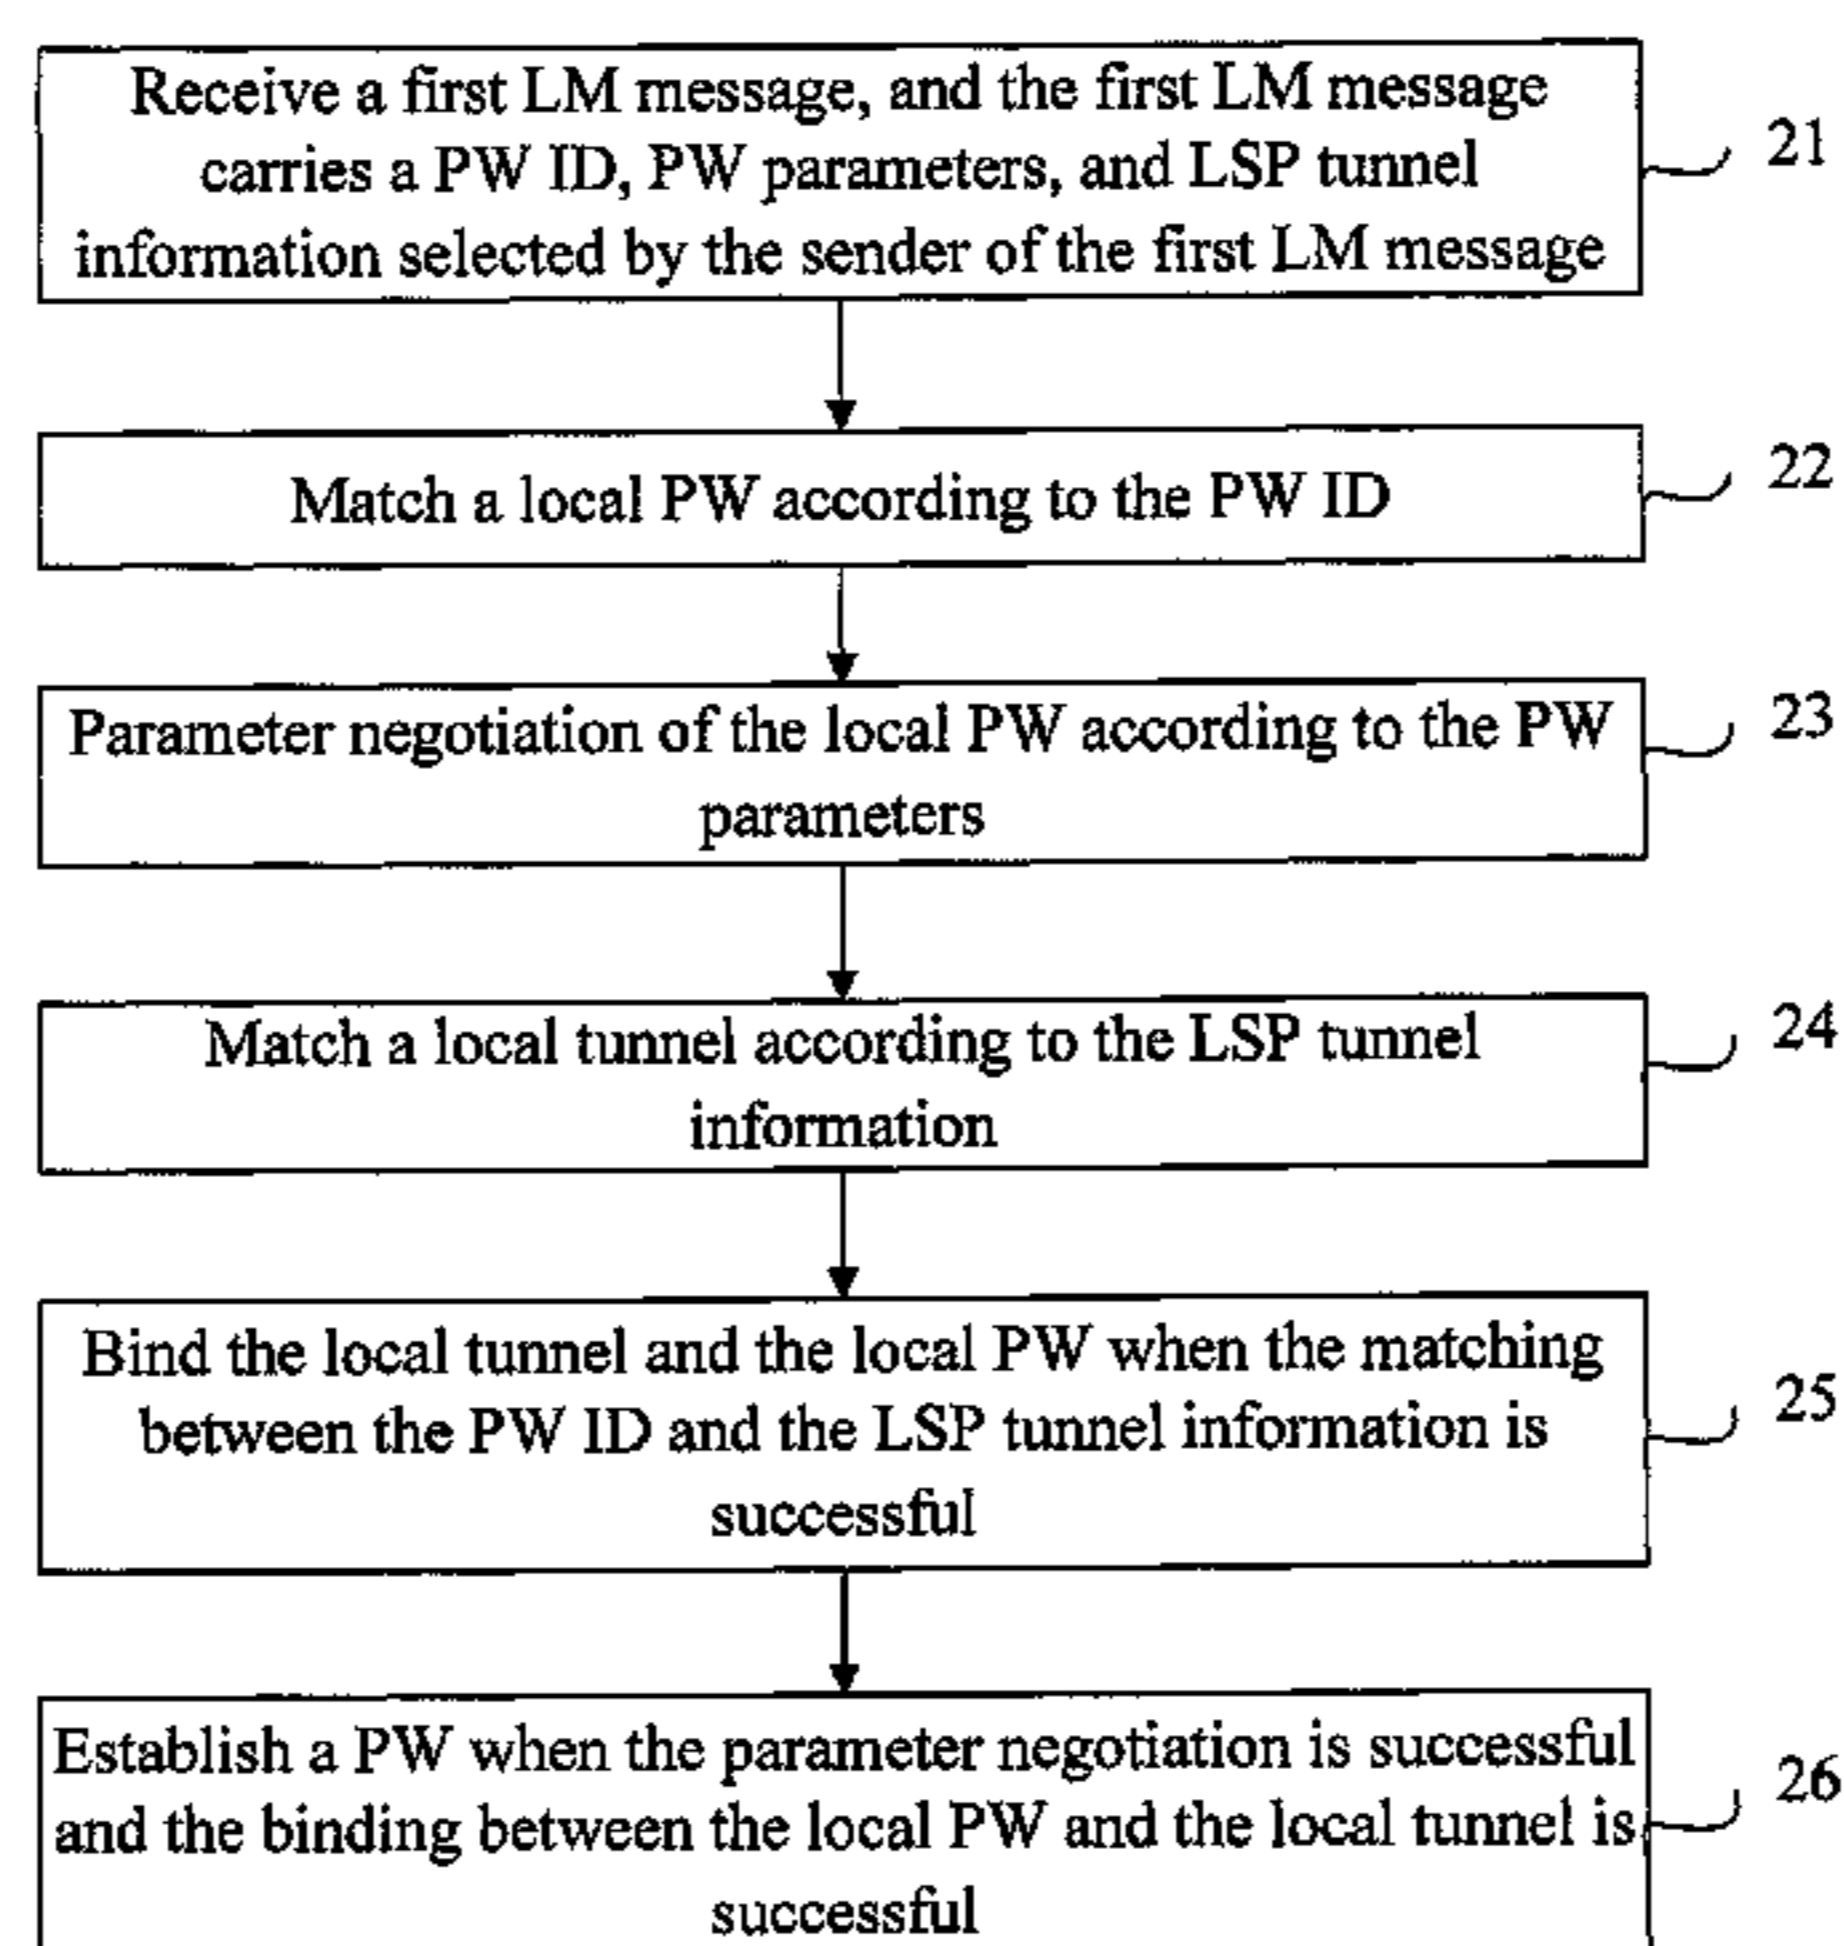 Receive a first LM message, and the first LM message
carries a PW ID, PW parameters, and LSP tunnel
information selected by the sender of the first LM message
21
Match a local PW according to the PW ID
22
Parameter negotiation of the local PW according to the PW
parameters
23
Match a local tunnel according to the LSP tunnel
information
24
Bind the local tunnel and the local PW when the matching
between the PW ID and the LSP tunnel information is
successful
25
Establish a PW when the parameter negotiation is successful
and the binding between the local PW and the local tunnel is
successful
26